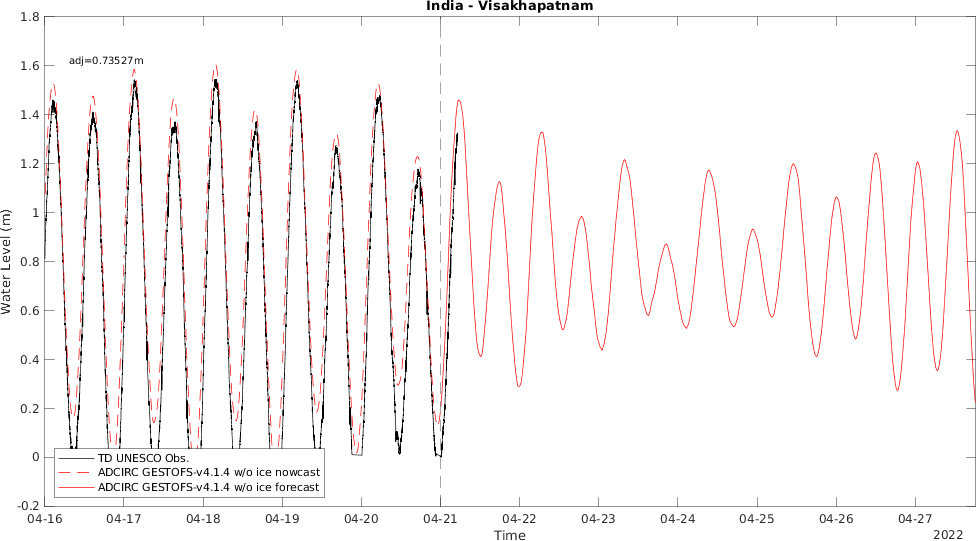 India - Visakhapatnam
adj=0.73527m
1.8
1.6
1.4
1.2
1
0.8
0.6
0.4
0.2
0
-0.2
Water Level (m)
TD UNESCO Obs.
ADCIRC GESTOFS-v4.1.4 w/o ice nowcast
ADCIRC GESTOFS-v4.1.4 w/o ice forecast
04-16 04-17 04-18 04-19 04-20 04-21 04-22 04-23 04-24 04-25 04-26 04-27
Time
2022